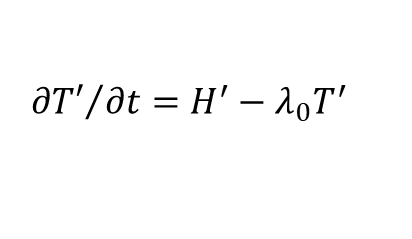 ∂T′/∂t = H′ − λ₀T′